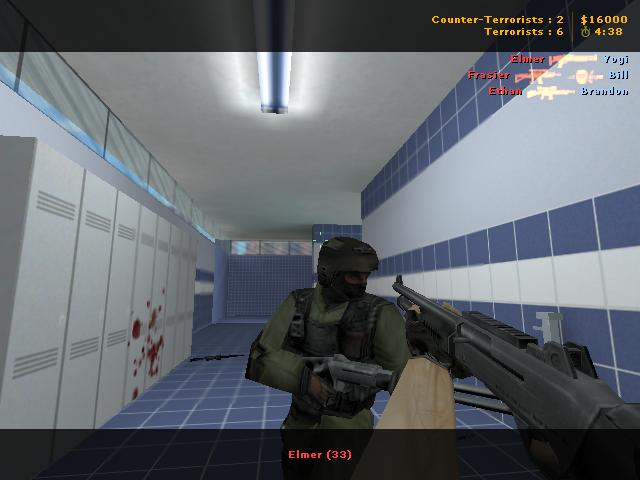 Counter-Terrorists : 2 $16000
Terrorists : 6 4:38
Elmer Yogi
Frasier Bill
Ethan Brandon
Elmer (33)